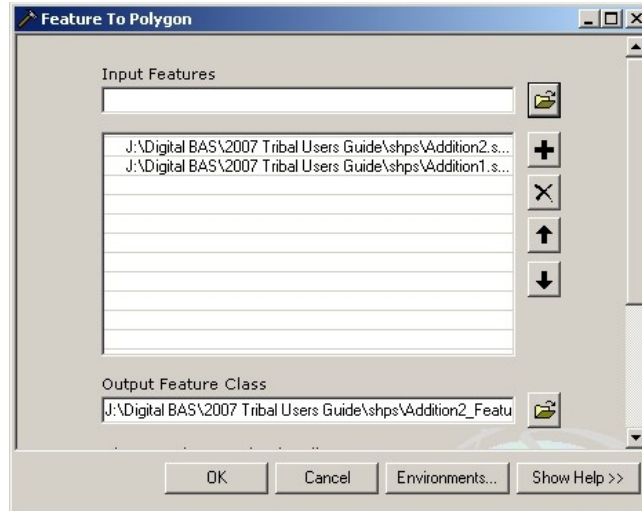 Feature To Polygon
Input Features
J:\Digital BAS\2007 Tribal Users Guide\shps\Addition2.s...
J:\Digital BAS\2007 Tribal Users Guide\shps\Addition1.s...
Output Feature Class
J:\Digital BAS\2007 Tribal Users Guide\shps\Addition2_Featu
OK
Cancel
Environments...
Show Help >>